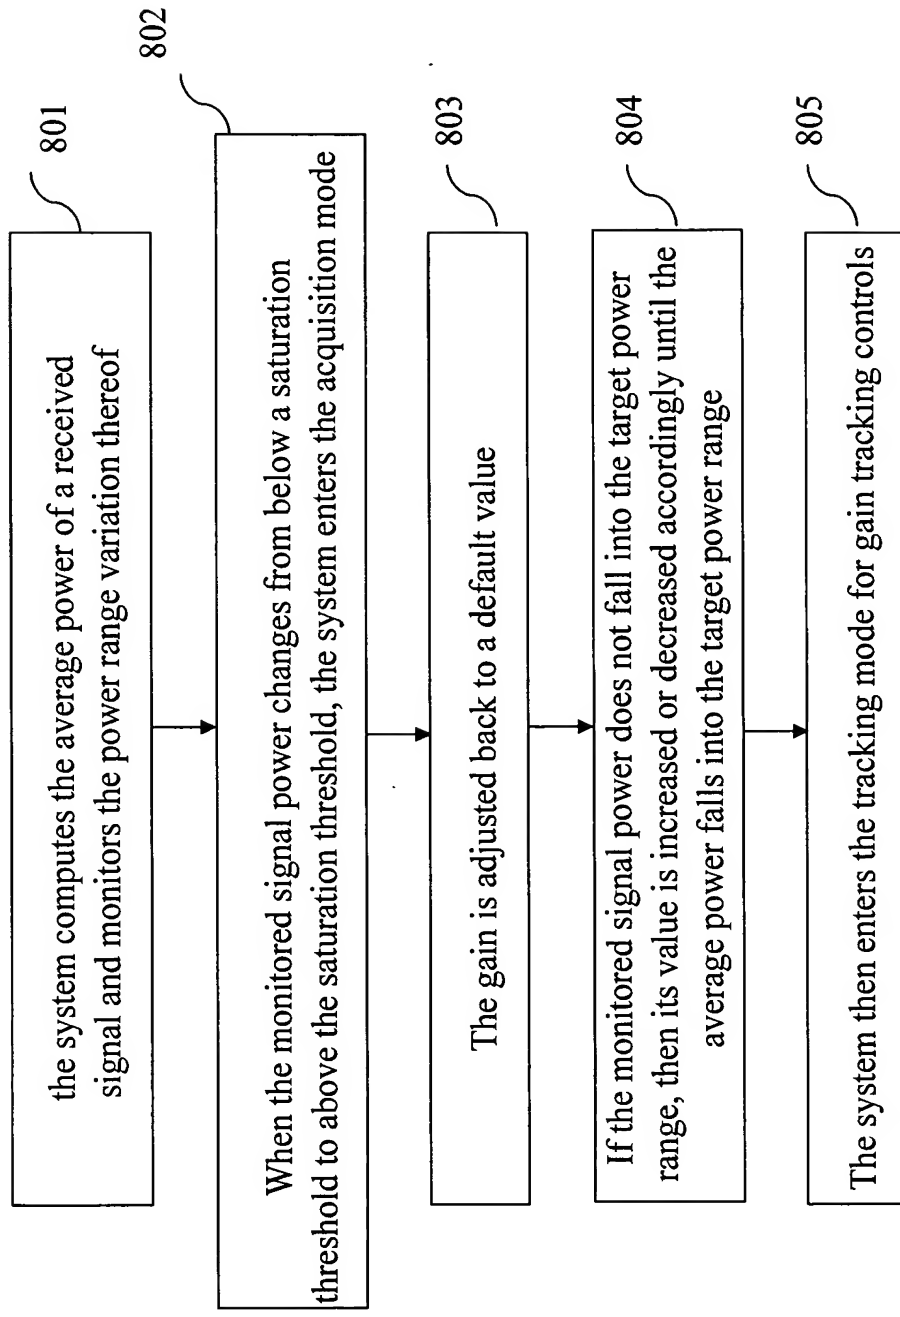 801
the system computes the average power of a received
signal and monitors the power range variation thereof
802
When the monitored signal power changes from below a saturation
threshold to above the saturation threshold, the system enters the acquisition mode
803
The gain is adjusted back to a default value
804
If the monitored signal power does not fall into the target power
range, then its value is increased or decreased accordingly until the
average power falls into the target power range
805
The system then enters the tracking mode for gain tracking controls